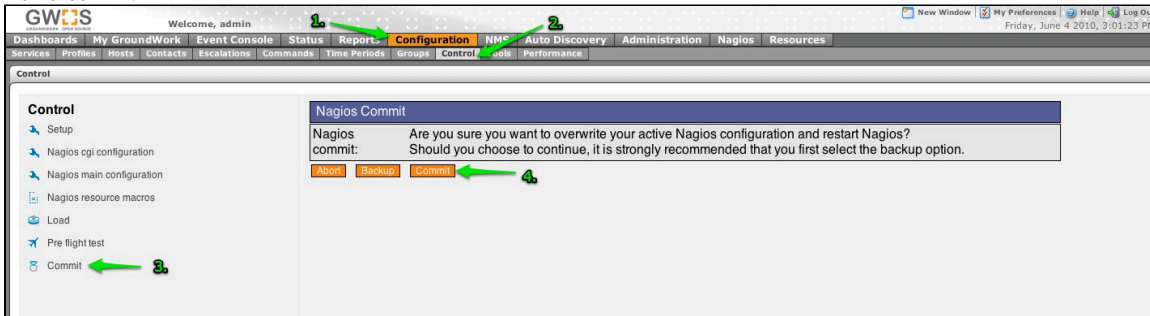 GWOS
GROUNDWORK OPEN SOURCE
Welcome, admin
New Window My Preferences Help Log Ou
Friday, June 4 2010, 3:01:23 PM
1.
2.
Dashboards My GroundWork Event Console Status Reports Configuration NMS Auto Discovery Administration Nagios Resources
Services Profiles Hosts Contacts Escalations Commands Time Periods Groups Control Tools Performance
Control
Control
Setup
Nagios cgi configuration
Nagios main configuration
Nagios resource macros
Load
Pre flight test
Commit
3.
Nagios Commit
Nagios commit:
Are you sure you want to overwrite your active Nagios configuration and restart Nagios?
Should you choose to continue, it is strongly recommended that you first select the backup option.
Abort Backup Commit
4.